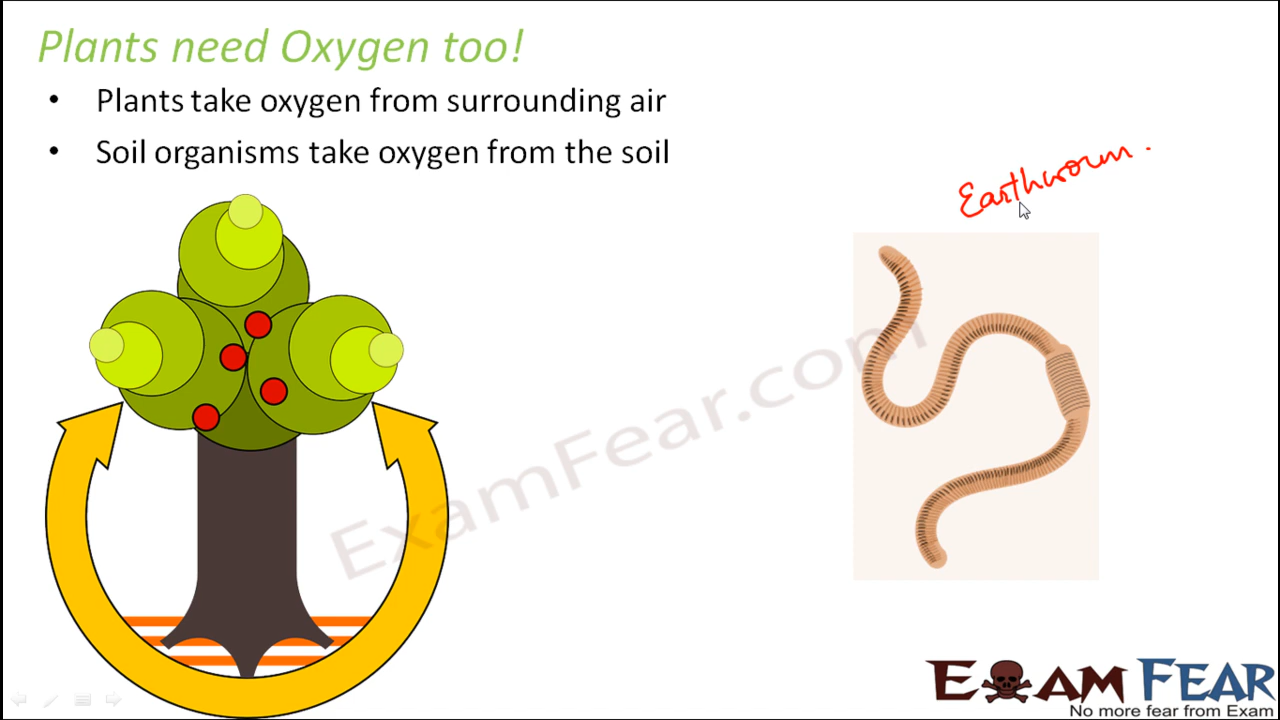 Plants need Oxygen too!
• Plants take oxygen from surrounding air
• Soil organisms take oxygen from the soil
Earthworm.
ExamFear.com
EXAM FEAR
No more fear from Exam